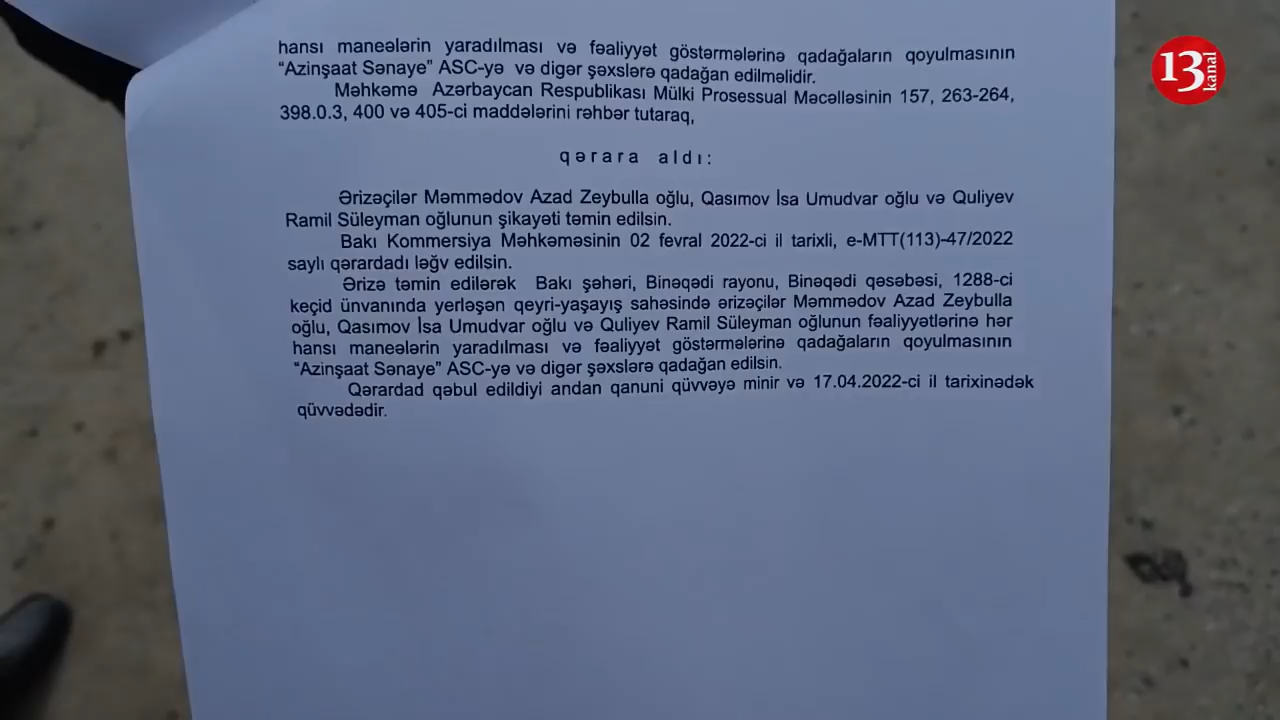 hansı maneələrin yaradılması və fəaliyyət göstərmələrinə qadağaların qoyulmasının
“Azinşaat Sənaye” ASC-yə və digər şəxslərə qadağan edilməlidir.
Məhkəmə Azərbaycan Respublikası Mülki Prosessual Məcəlləsinin 157, 263-264,
398.0.3, 400 və 405-ci maddələrini rəhbər tutaraq,
qərara aldı:
Ərizəçilər Məmmədov Azad Zeybulla oğlu, Qasımov İsa Umudvar oğlu və Quliyev
Ramil Süleyman oğlunun şikayəti təmin edilsin.
Bakı Kommersiya Məhkəməsinin 02 fevral 2022-ci il tarixli, e-MTT(113)-47/2022
saylı qərardadı ləğv edilsin.
Ərizə təmin edilərək Bakı şəhəri, Binəqədi rayonu, Binəqədi qəsəbəsi, 1288-ci
keçid ünvanında yerləşən qeyri-yaşayış sahəsində ərizəçilər Məmmədov Azad Zeybulla
oğlu, Qasımov İsa Umudvar oğlu və Quliyev Ramil Süleyman oğlunun fəaliyyətlərinə hər
hansı maneələrin yaradılması və fəaliyyət göstərmələrinə qadağaların qoyulmasının
“Azinşaat Sənaye” ASC-yə və digər şəxslərə qadağan edilsin.
Qərardad qəbul edildiyi andan qanuni qüvvəyə minir və 17.04.2022-ci il tarixinədək
qüvvədədir.
13 kanal